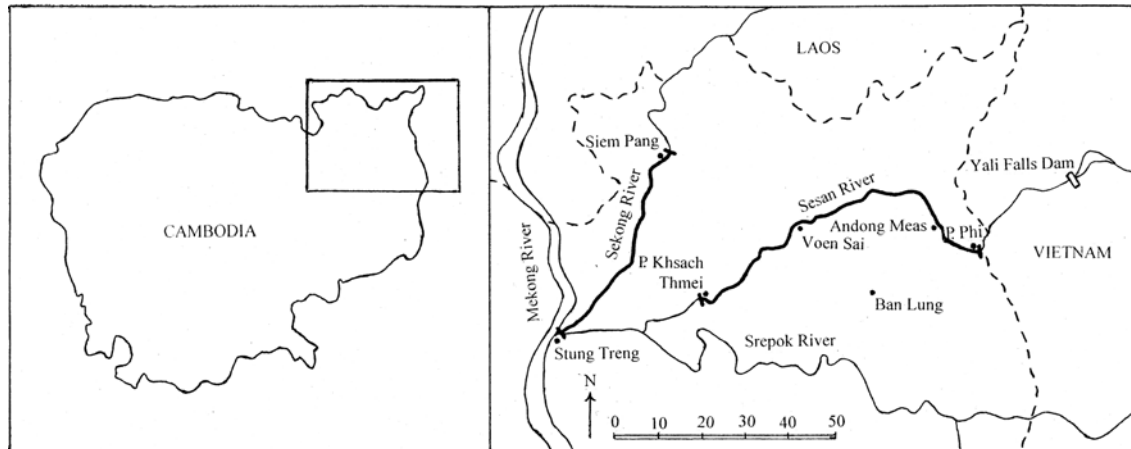 CAMBODIA
LAOS
Siem Pang
Yali Falls Dam
Sekong River
Sesan River
Andong Meas
P. Phi
Voen Sai
VIETNAM
Mekong River
P. Khsach
Thmei
Ban Lung
Stung Treng
Srepok River
N
0 10 20 30 40 50